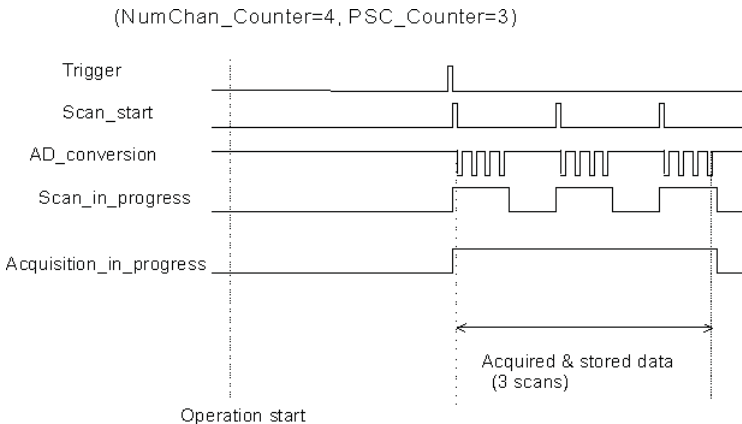 (NumChan_Counter=4, PSC_Counter=3)
Trigger
Scan_start
AD_conversion
Scan_in_progress
Acquisition_in_progress
Acquired & stored data
(3 scans)
Operation start